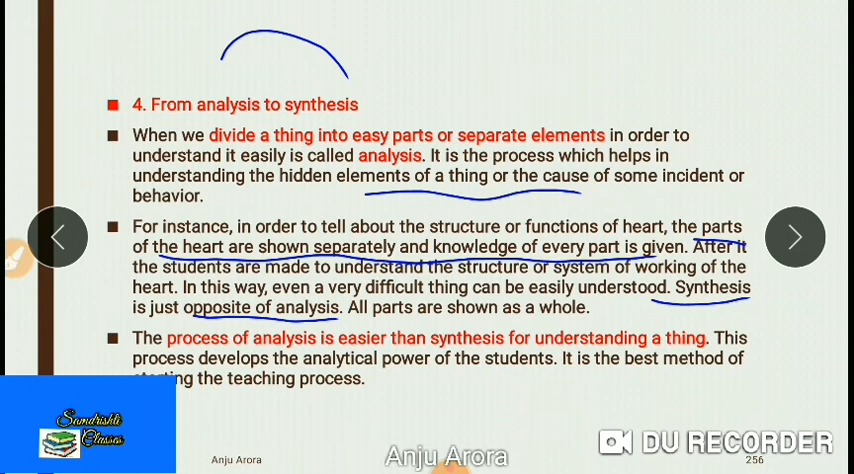 4. From analysis to synthesis
When we divide a thing into easy parts or separate elements in order to
understand it easily is called analysis. It is the process which helps in
understanding the hidden elements of a thing or the cause of some incident or
behavior.
For instance, in order to tell about the structure or functions of heart, the parts
of the heart are shown separately and knowledge of every part is given. After it
the students are made to understand the structure or system of working of the
heart. In this way, even a very difficult thing can be easily understood. Synthesis
is just opposite of analysis. All parts are shown as a whole.
The process of analysis is easier than synthesis for understanding a thing. This
process develops the analytical power of the students. It is the best method of
the teaching process.
Samdrishti
Classes
Anju Arora
Anju Arora
DU RECORDER
256